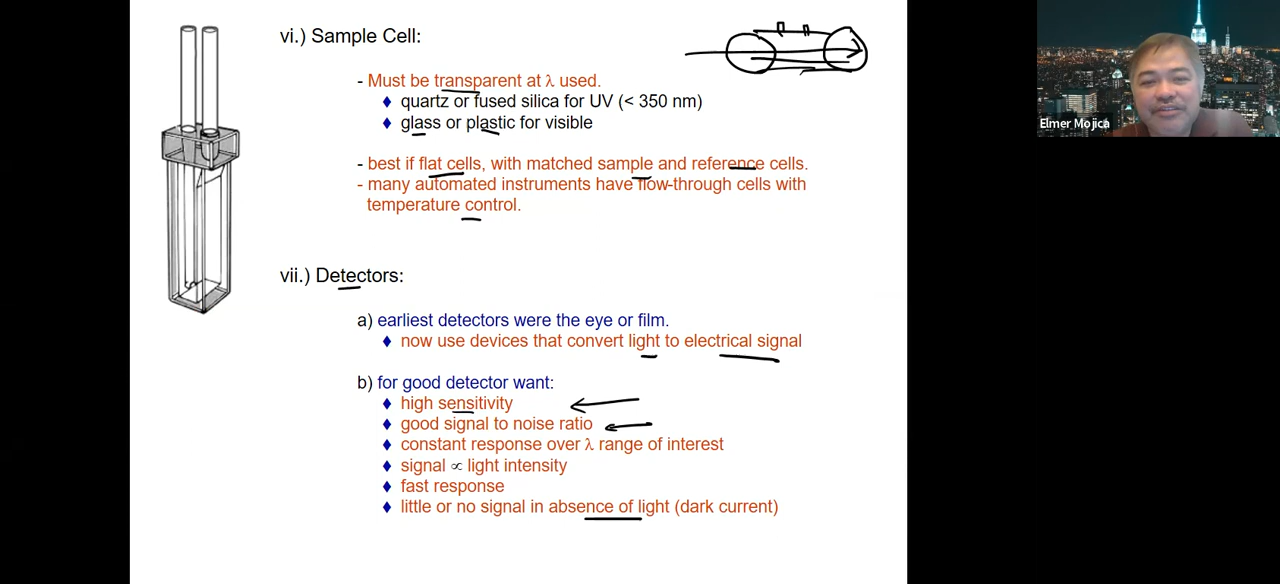 vi.) Sample Cell:
- Must be transparent at λ used.
♦ quartz or fused silica for UV (< 350 nm)
♦ glass or plastic for visible
- best if flat cells, with matched sample and reference cells.
- many automated instruments have flow-through cells with
temperature control.
vii.) Detectors:
a) earliest detectors were the eye or film.
♦ now use devices that convert light to electrical signal
b) for good detector want:
♦ high sensitivity
♦ good signal to noise ratio
♦ constant response over λ range of interest
♦ signal ∝ light intensity
♦ fast response
♦ little or no signal in absence of light (dark current)
Elmer Mojica